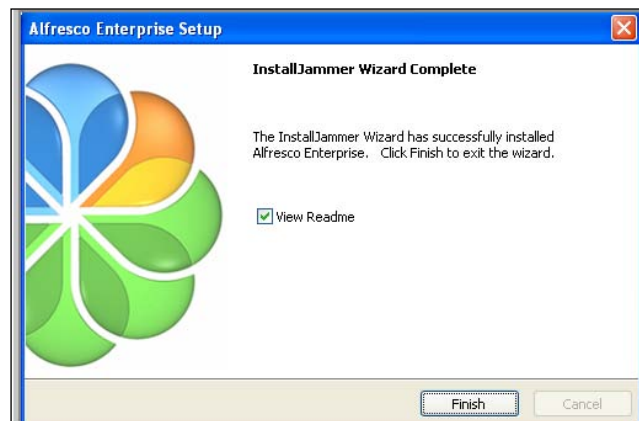 Alfresco Enterprise Setup
InstallJammer Wizard Complete
The InstallJammer Wizard has successfully installed
Alfresco Enterprise. Click Finish to exit the wizard.
View Readme
Finish
Cancel